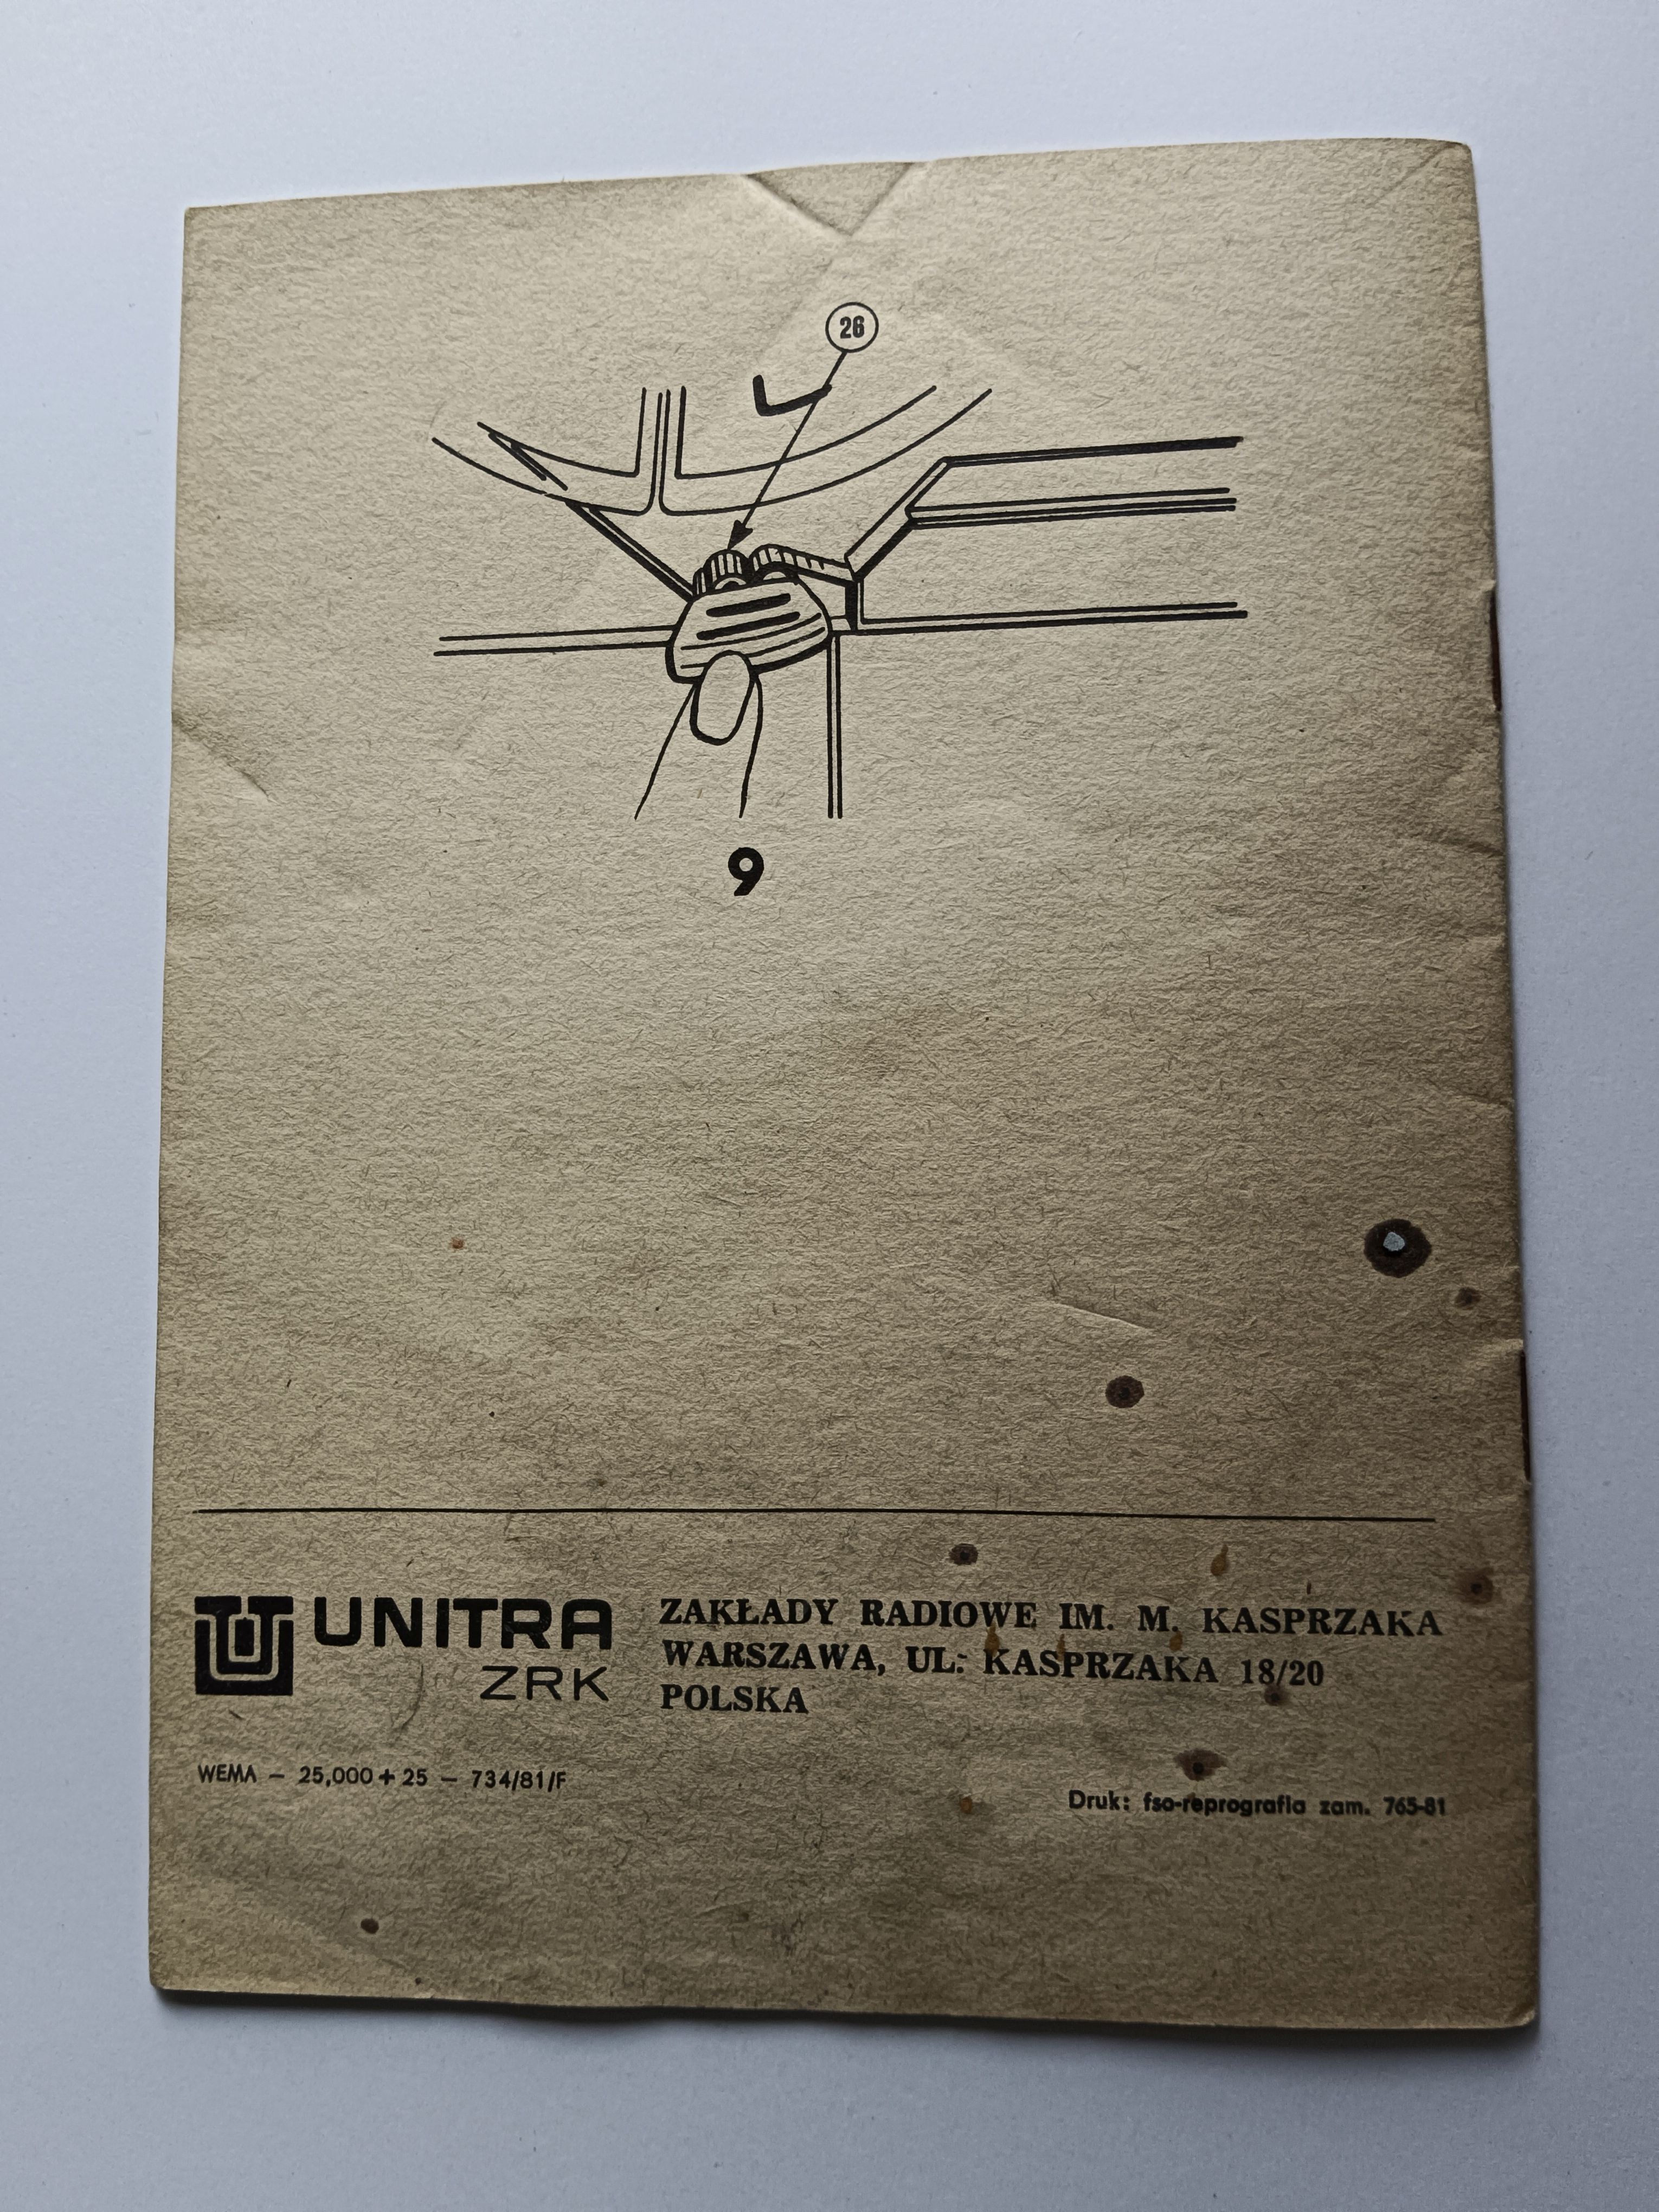 26
9
UNITRA
ZRK
ZAKŁADY RADIOWE IM. M. KASPRZAKA
WARSZAWA, UL: KASPRZAKA 18/20
POLSKA
WEMA — 25,000 + 25 — 734/81/F
Druk: fso-reprografia zam. 765-81